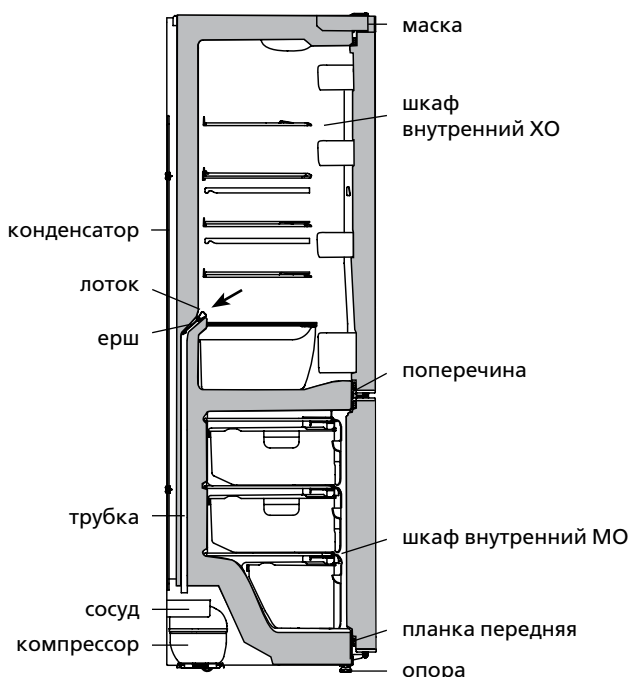 маска
шкаф
внутренний ХО
конденсатор
лоток
ерш
поперечина
трубка
шкаф внутренний МО
сосуд
планка передняя
компрессор
опора